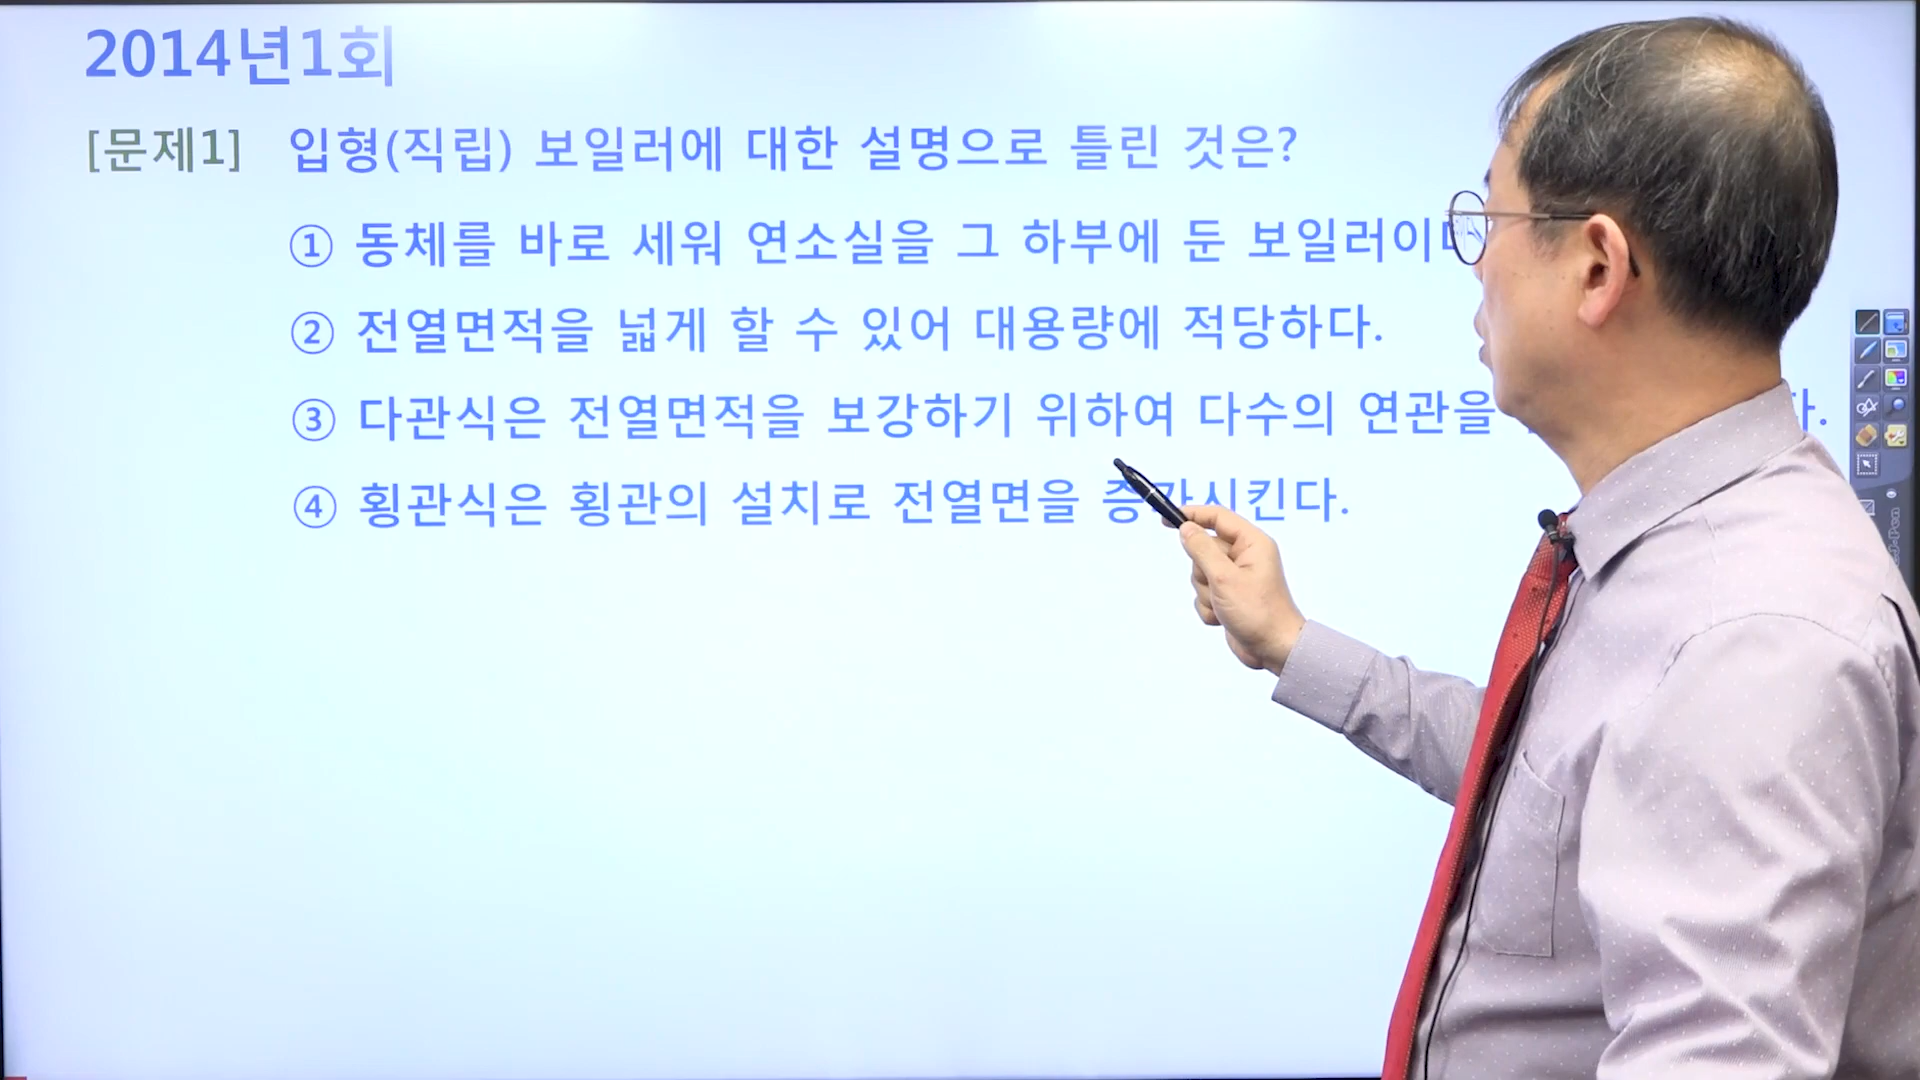 2014년1회
[문제1] 입형(직립) 보일러에 대한 설명으로 틀린 것은?
① 동체를 바로 세워 연소실을 그 하부에 둔 보일러이
② 전열면적을 넓게 할 수 있어 대용량에 적당하다.
③ 다관식은 전열면적을 보강하기 위하여 다수의 연관을
④ 횡관식은 횡관의 설치로 전열면을 증가시킨다.